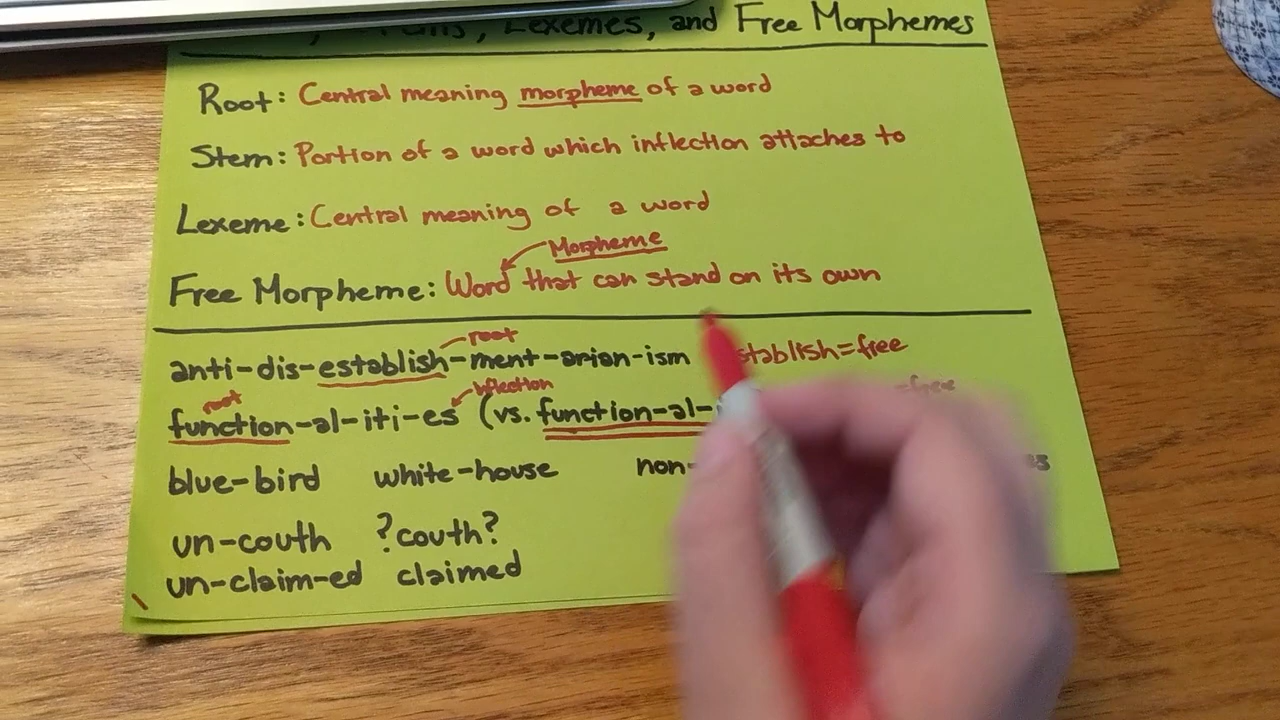 Lexemes, and Free Morphemes
Root: Central meaning morpheme of a word
Stem: Portion of a word which inflection attaches to
Lexeme: Central meaning of a word
Morpheme
Free Morpheme: Word that can stand on its own
root
anti-dis-establish-ment-arian-ism =free
root inflection
function-al-iti-es (vs. function-al-
blue-bird white-house non-
un-couth ?couth?
un-claim-ed claimed